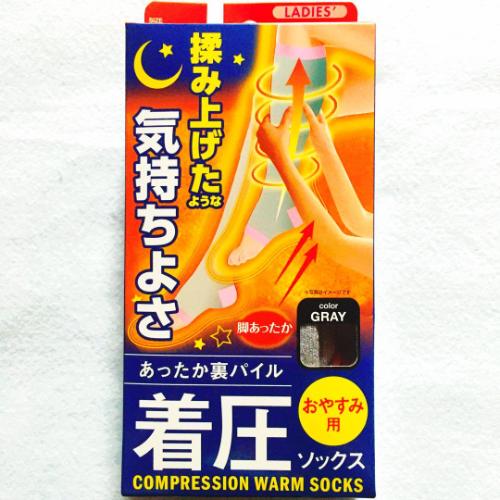 SIZE
LADIES'
揉み上げた
ような
気持ちよさ
※写真はイメージです
color
GRAY
脚あったか
あったか裏パイル
おやすみ
用
着圧
ソックス
COMPRESSION WARM SOCKS